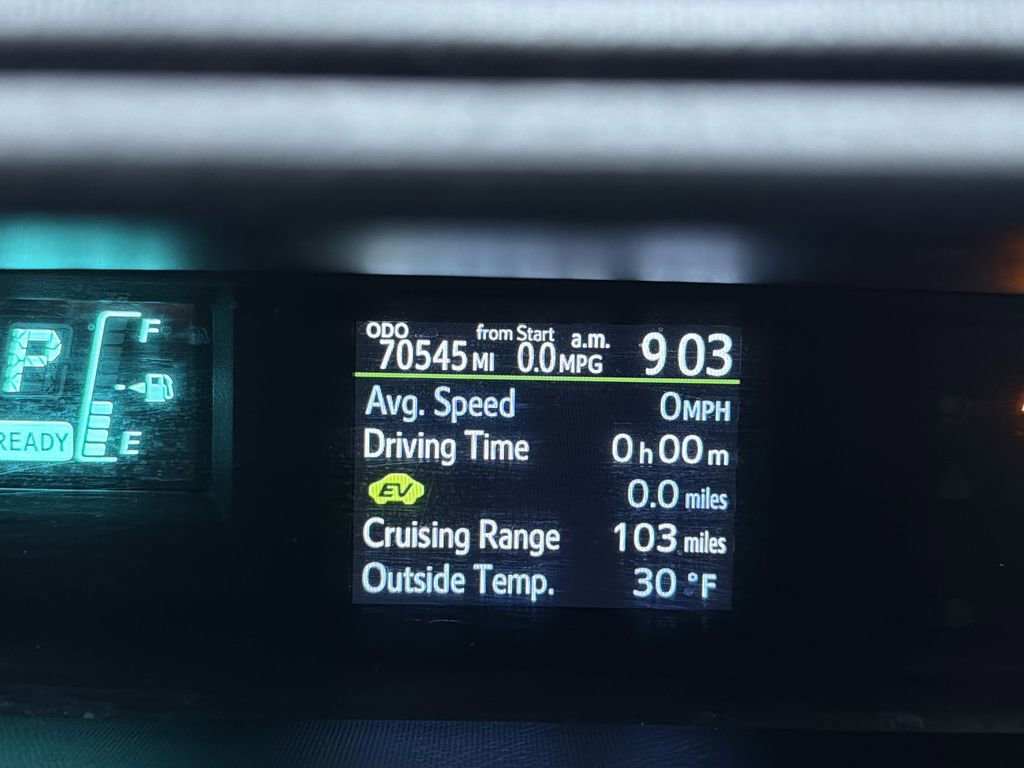 P
F
READY
E
ODO from Start a.m. 9 03
70545 MI 0.0 MPG
Avg. Speed 0 MPH
Driving Time 0 h 00 m
EV 0.0 miles
Cruising Range 103 miles
Outside Temp. 30 °F